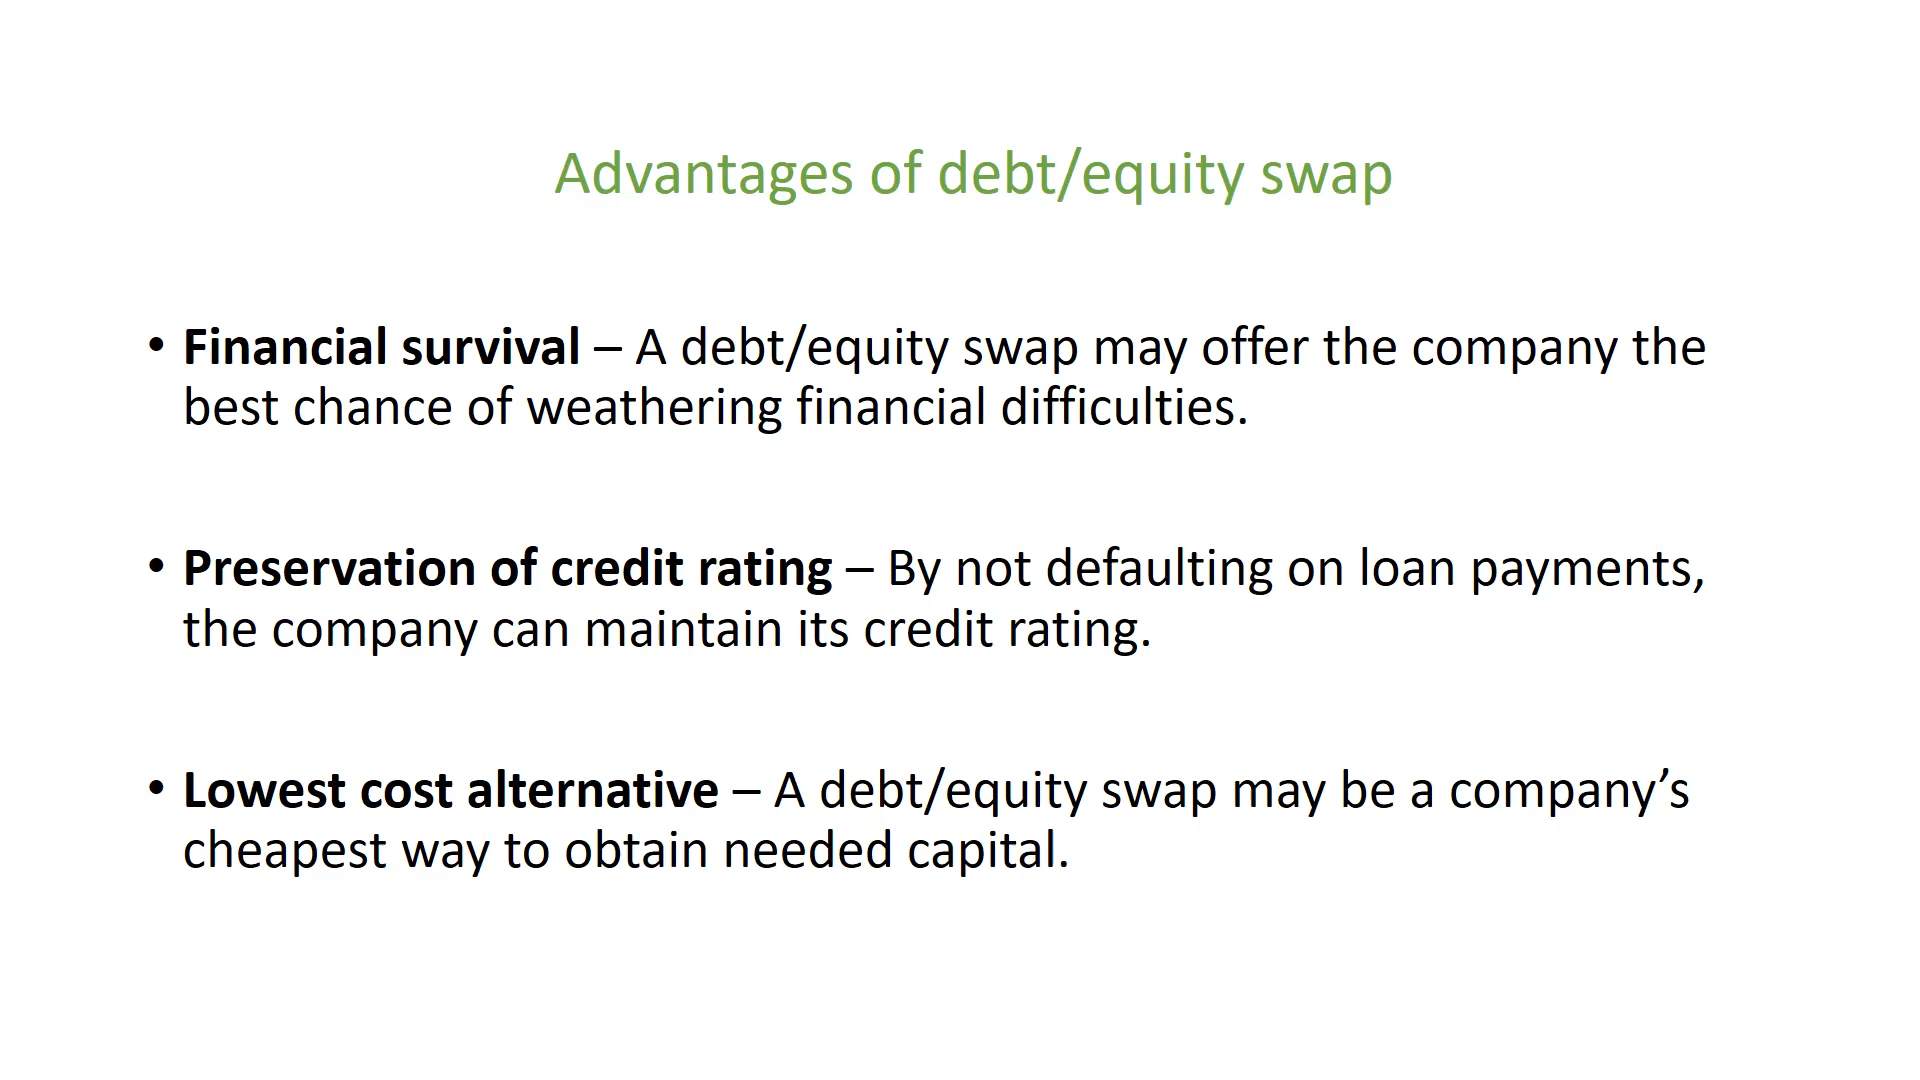 Advantages of debt/equity swap
• Financial survival – A debt/equity swap may offer the company the
best chance of weathering financial difficulties.
• Preservation of credit rating – By not defaulting on loan payments,
the company can maintain its credit rating.
• Lowest cost alternative – A debt/equity swap may be a company’s
cheapest way to obtain needed capital.